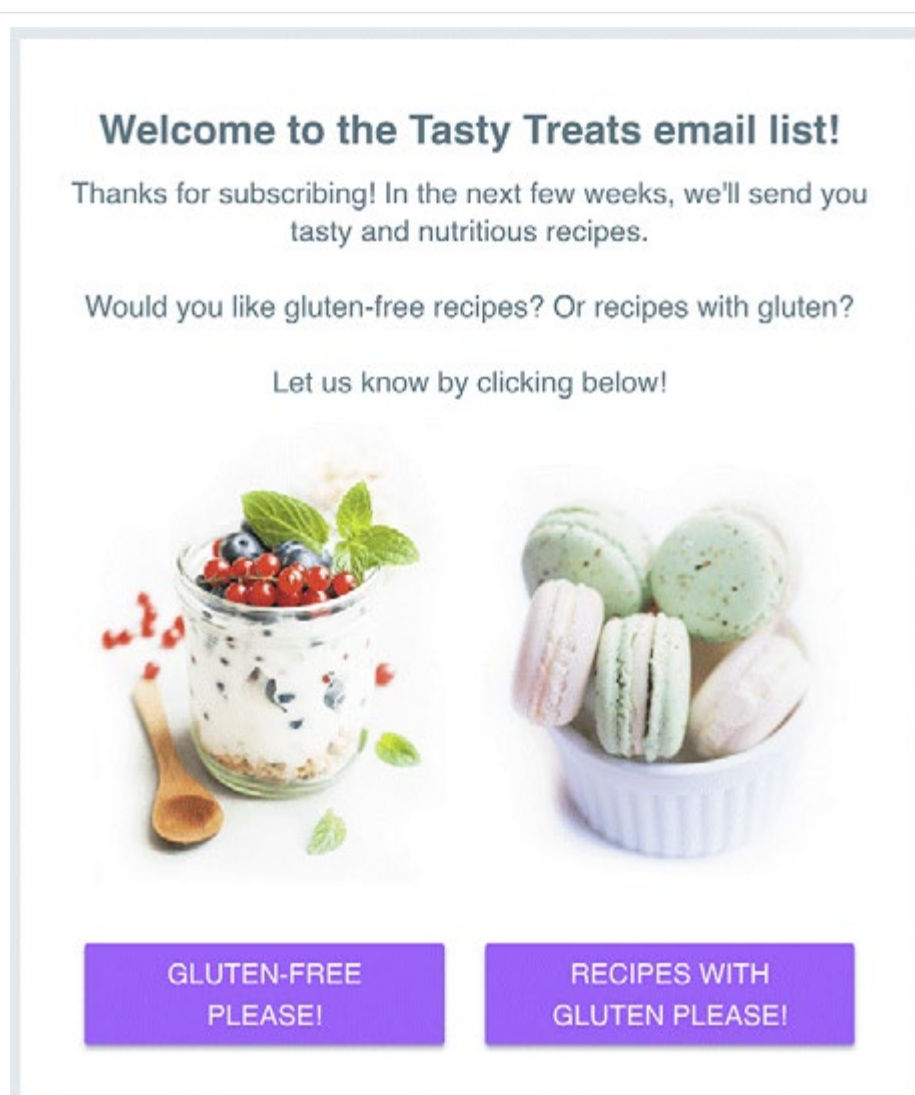 Welcome to the Tasty Treats email list!
Thanks for subscribing! In the next few weeks, we'll send you
tasty and nutritious recipes.
Would you like gluten-free recipes? Or recipes with gluten?
Let us know by clicking below!
GLUTEN-FREE
PLEASE!
RECIPES WITH
GLUTEN PLEASE!